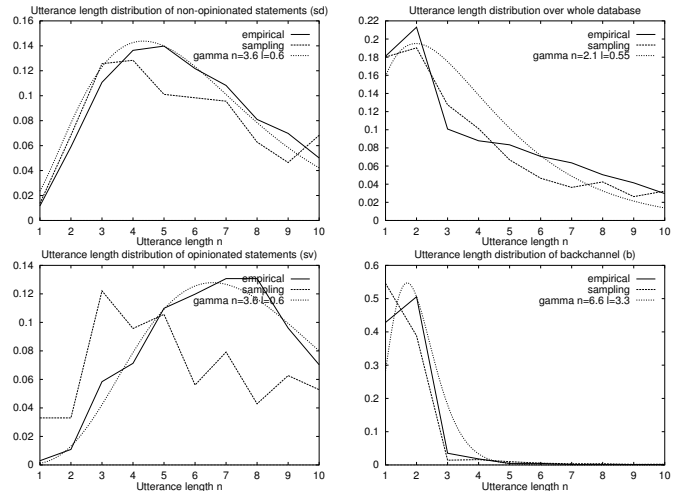 Utterance length distribution of non-opinionated statements (sd)
0.16
0.14
0.12
0.1
0.08
0.06
0.04
0.02
0
empirical
sampling
gamma n=3.6 l=0.6
1 2 3 4 5 6 7 8 9 10
Utterance length n
Utterance length distribution over whole database
0.22
0.2
0.18
0.16
0.14
0.12
0.1
0.08
0.06
0.04
0.02
0
empirical
sampling
gamma n=2.1 l=0.55
1 2 3 4 5 6 7 8 9 10
Utterance length n
Utterance length distribution of opinionated statements (sv)
0.14
0.12
0.1
0.08
0.06
0.04
0.02
0
empirical
sampling
gamma n=3.6 l=0.6
1 2 3 4 5 6 7 8 9 10
Utterance length n
Utterance length distribution of backchannel (b)
0.6
0.5
0.4
0.3
0.2
0.1
0
empirical
sampling
gamma n=6.6 l=3.3
1 2 3 4 5 6 7 8 9 10
Utterance length n